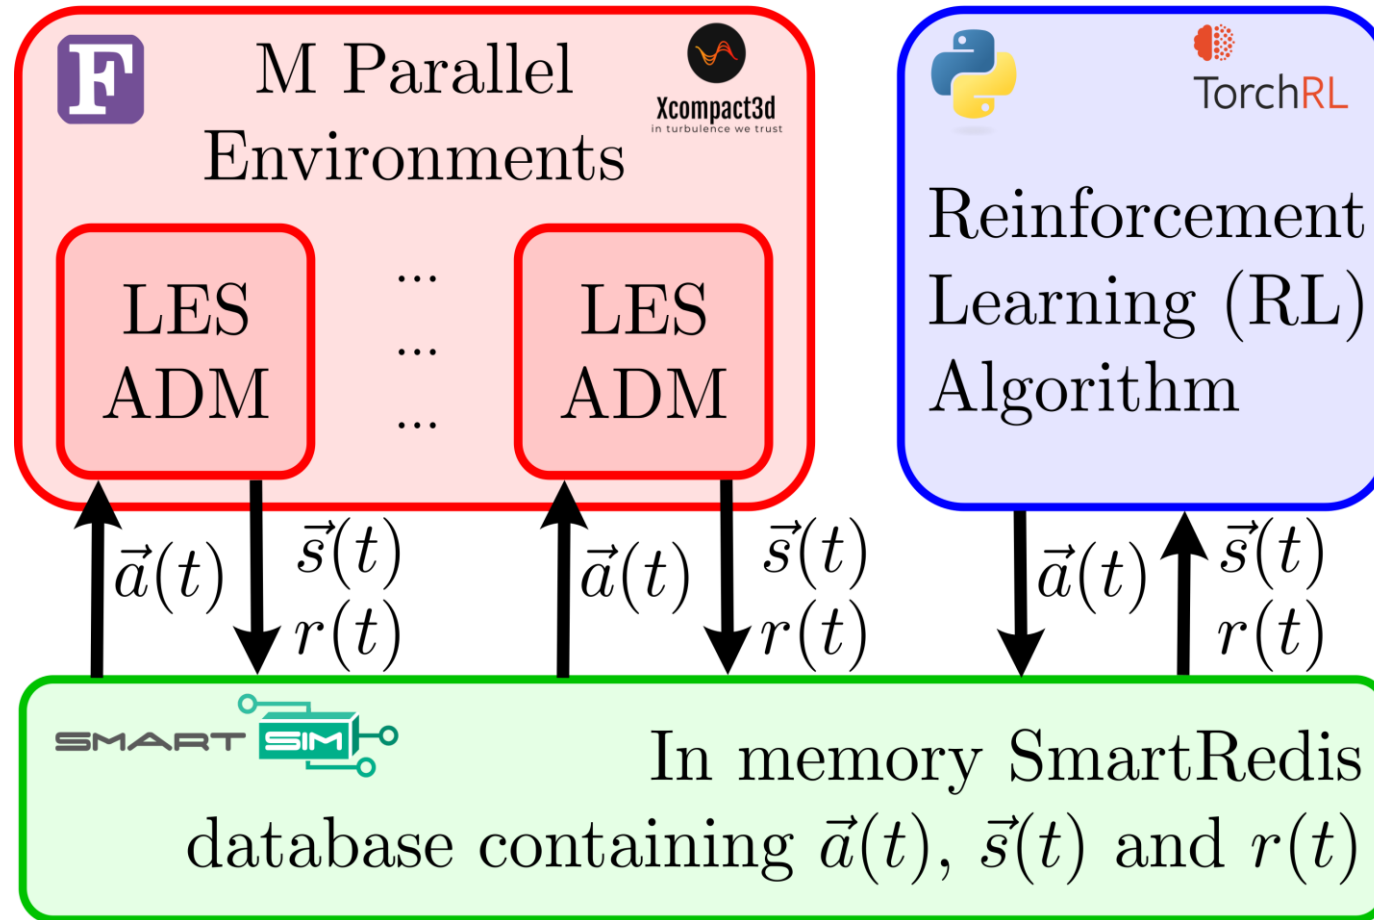 F
M Parallel
Environments
Xcompact3d
in turbulence we trust
LES
ADM
...
...
...
LES
ADM
TorchRL
Reinforcement
Learning (RL)
Algorithm
a⃗(t)
s⃗(t)
r(t)
a⃗(t)
s⃗(t)
r(t)
a⃗(t)
s⃗(t)
r(t)
SMART SIM
In memory SmartRedis
database containing a⃗(t), s⃗(t) and r(t)